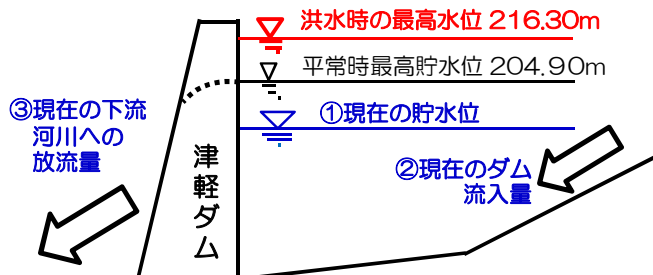 洪水時の最高水位 216.30m
平常時最高貯水位 204.90m
①現在の貯水位
②現在のダム
流入量
③現在の下流
河川への
放流量
津軽ダム